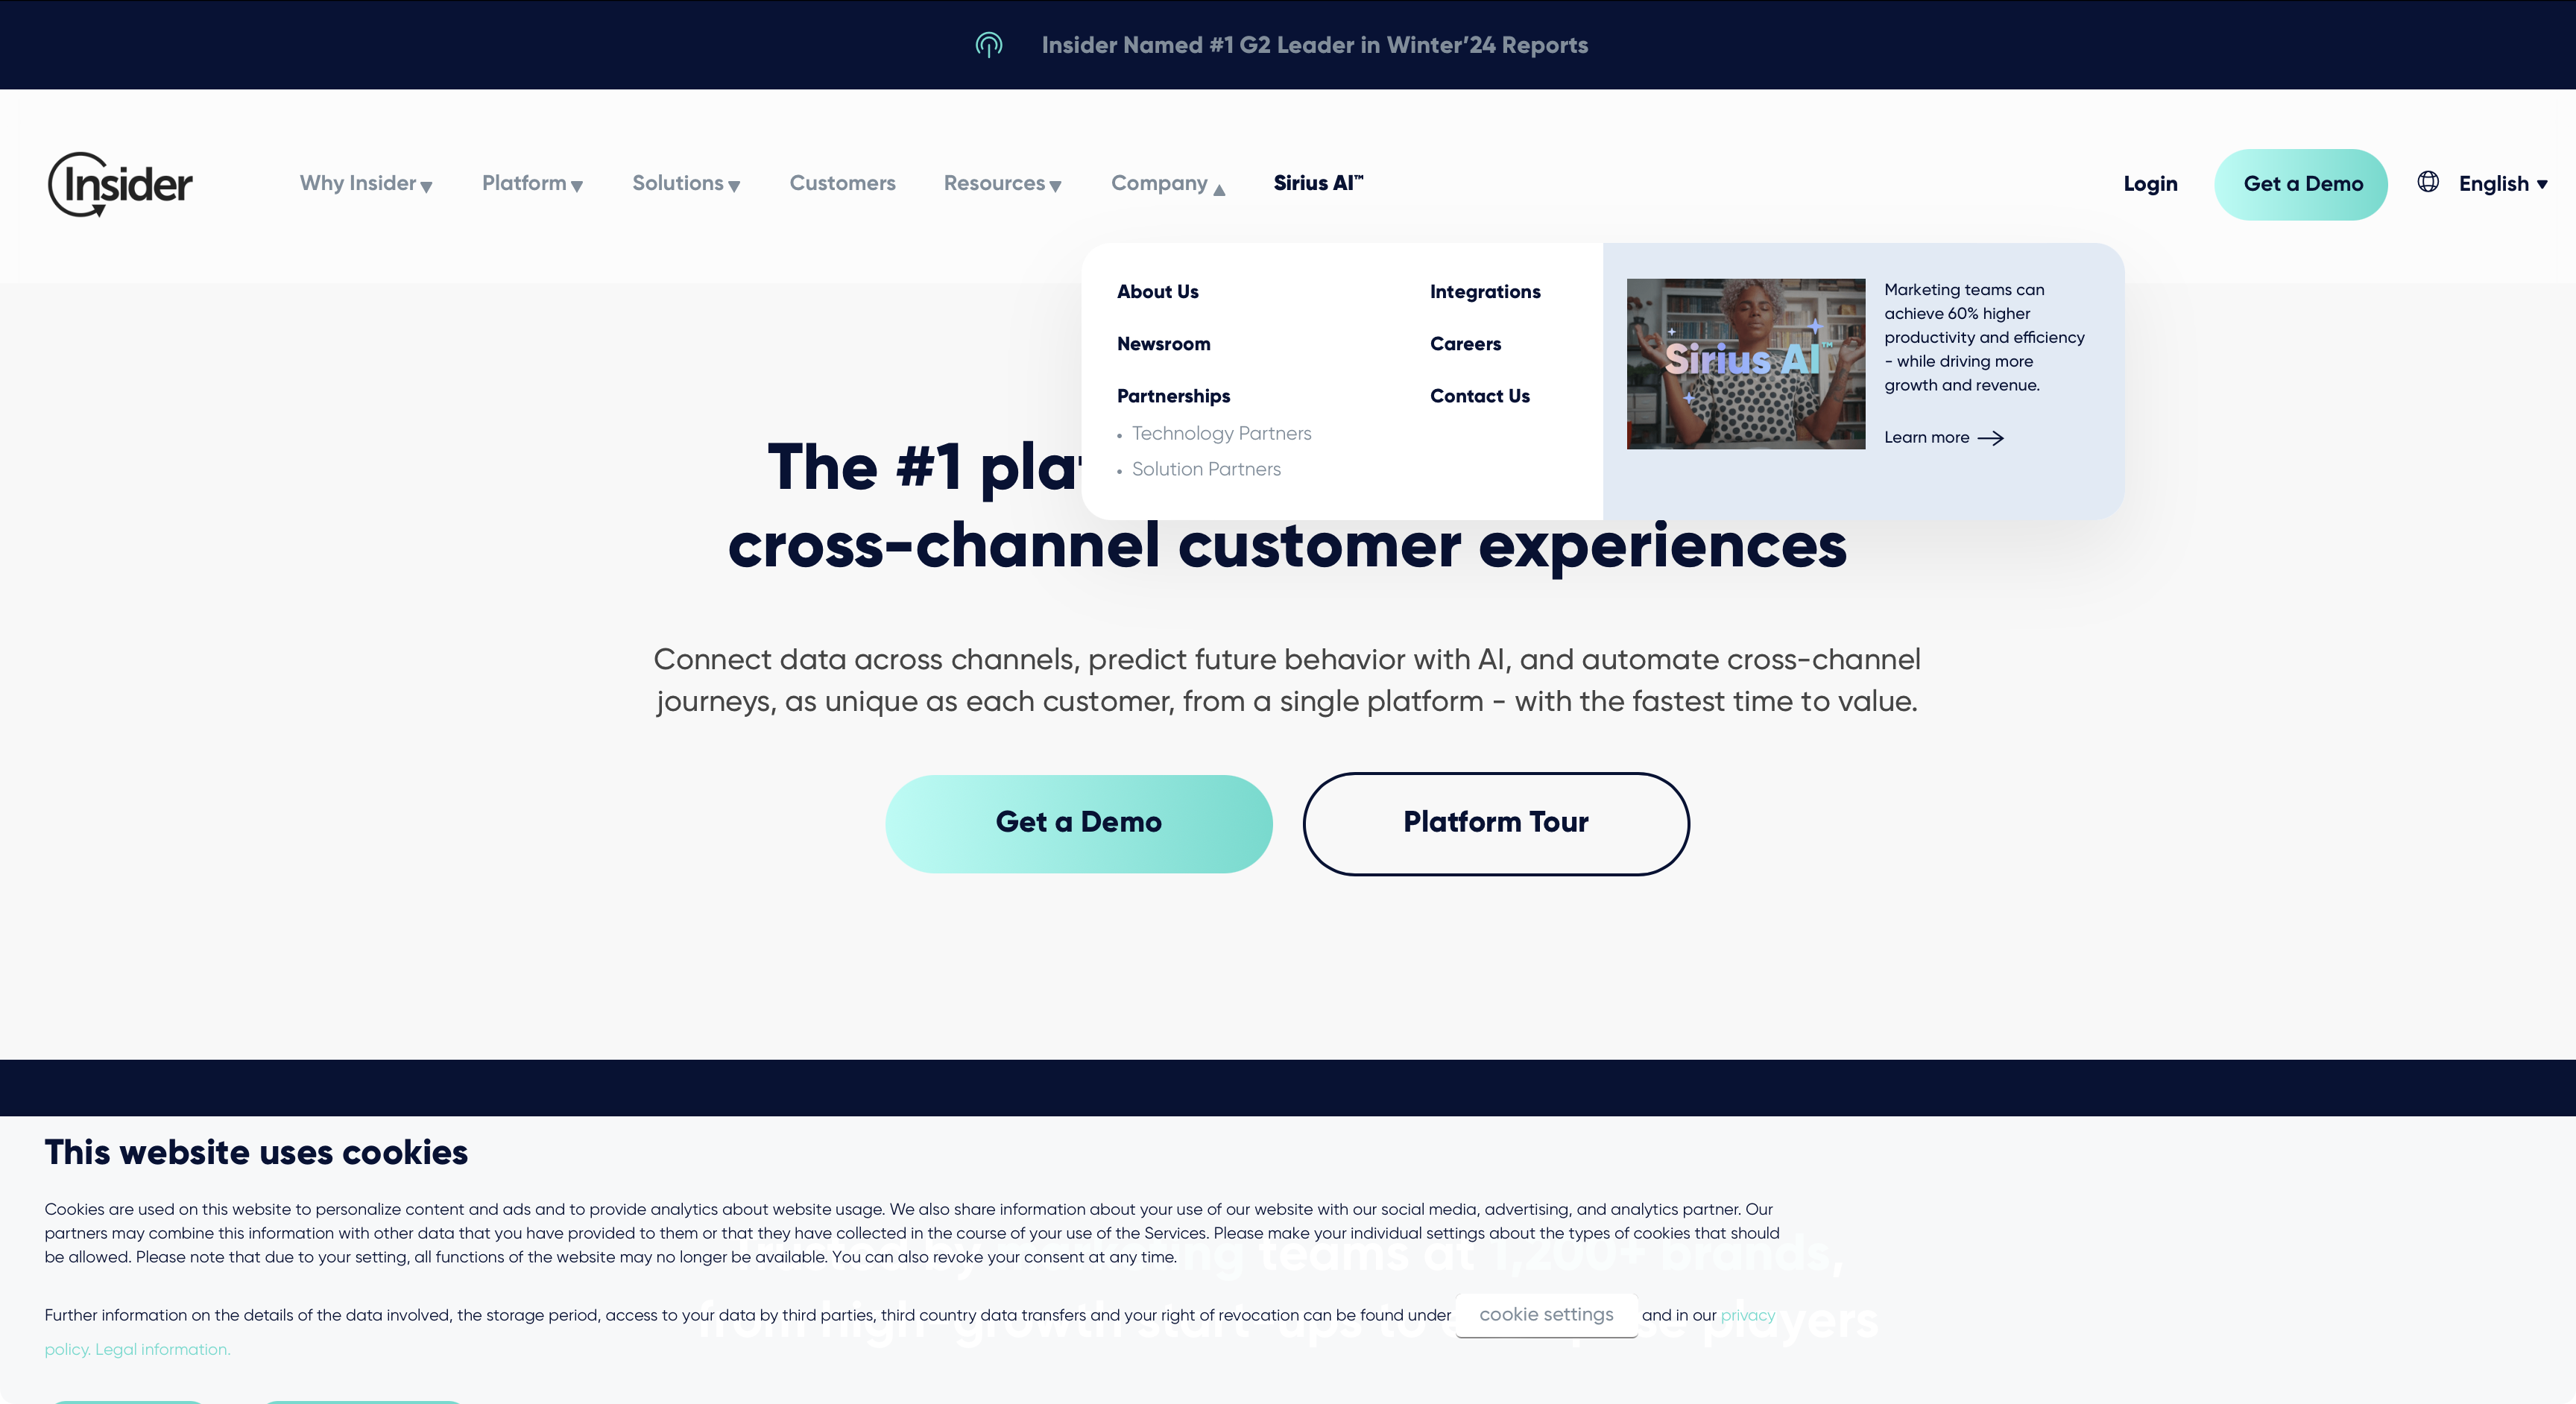 Insider Named #1 G2 Leader in Winter’24 Reports
Insider
Why Insider
Platform
Solutions
Customers
Resources
Company
Sirius AI™
Login
Get a Demo
English
About Us
Newsroom
Partnerships
• Technology Partners
• Solution Partners
Integrations
Careers
Contact Us
Sirius AI™
Marketing teams can
achieve 60% higher
productivity and efficiency
- while driving more
growth and revenue.
Learn more
The #1
cross-channel customer experiences
Connect data across channels, predict future behavior with AI, and automate cross-channel
journeys, as unique as each customer, from a single platform - with the fastest time to value.
Get a Demo
Platform Tour
This website uses cookies
Cookies are used on this website to personalize content and ads and to provide analytics about website usage. We also share information about your use of our website with our social media, advertising, and analytics partner. Our
partners may combine this information with other data that you have provided to them or that they have collected in the course of your use of the Services. Please make your individual settings about the types of cookies that should
be allowed. Please note that due to your setting, all functions of the website may no longer be available. You can also revoke your consent at any time.
teams at 1,200+ brands,
Further information on the details of the data involved, the storage period, access to your data by third parties, third country data transfers and your right of revocation can be found under cookie settings and in our privacy
policy. Legal information.
from high-growth start-ups to players